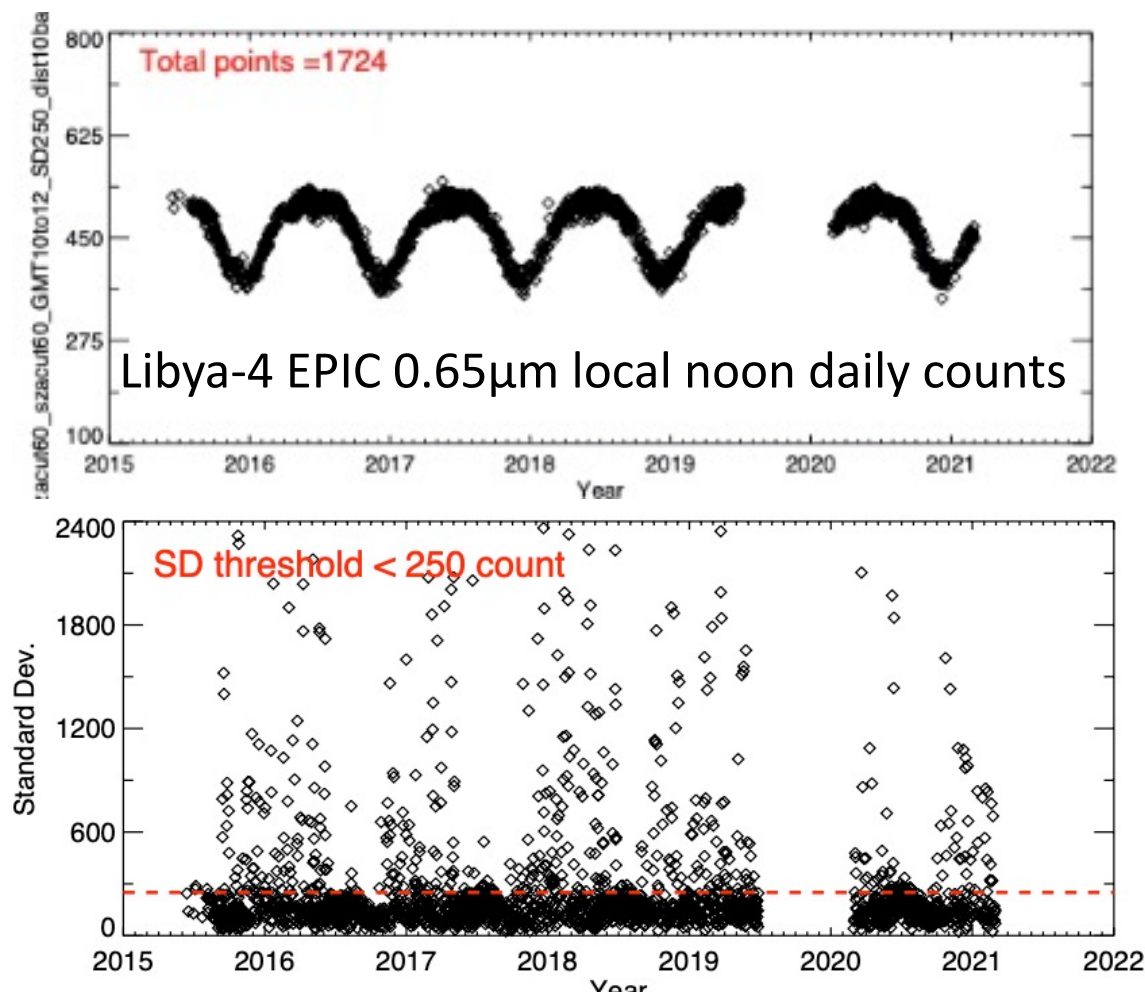 800
625
450
275
100
zacut60_szacut60_GMT10to12_SD250_dist10ba
Total points =1724
Libya-4 EPIC 0.65μm local noon daily counts
2015 2016 2017 2018 2019 2020 2021 2022
Year
2400
1800
1200
600
0
Standard Dev.
SD threshold < 250 count
2015 2016 2017 2018 2019 2020 2021 2022
Year